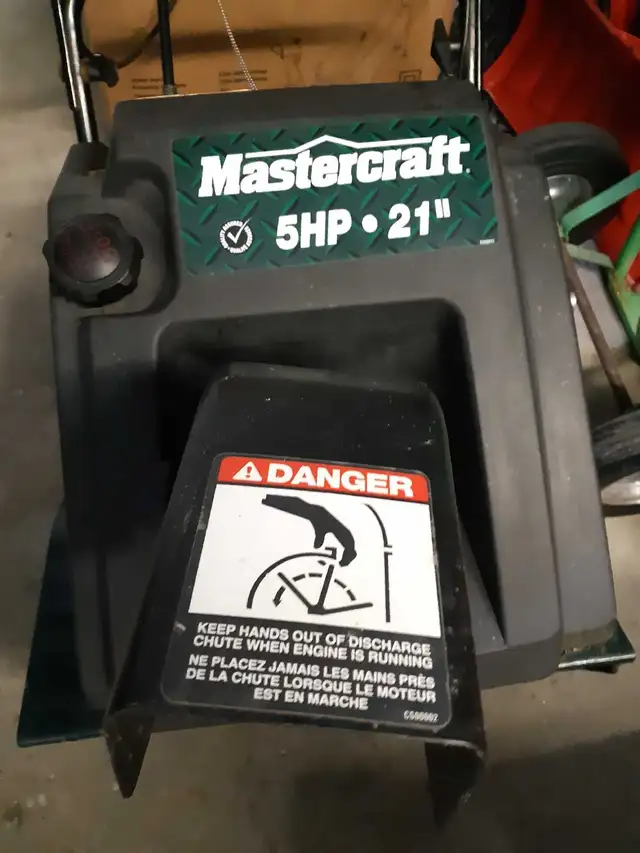 Mastercraft
5HP • 21"
DANGER
KEEP HANDS OUT OF DISCHARGE
CHUTE WHEN ENGINE IS RUNNING
NE PLACEZ JAMAIS LES MAINS PRÈS
DE LA CHUTE LORSQUE LE MOTEUR
EST EN MARCHE